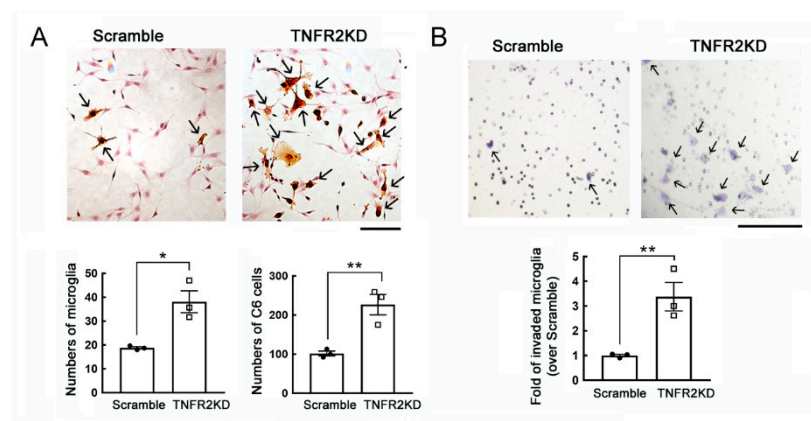 A
Scramble
TNFR2KD
B
Scramble
TNFR2KD
Numbers of microglia
50
40
30
20
10
0
*
Scramble TNFR2KD
Numbers of C6 cells
300
200
100
0
**
Scramble TNFR2KD
Fold of invaded microglia
(over Scramble)
5
4
3
2
1
0
**
Scramble TNFR2KD